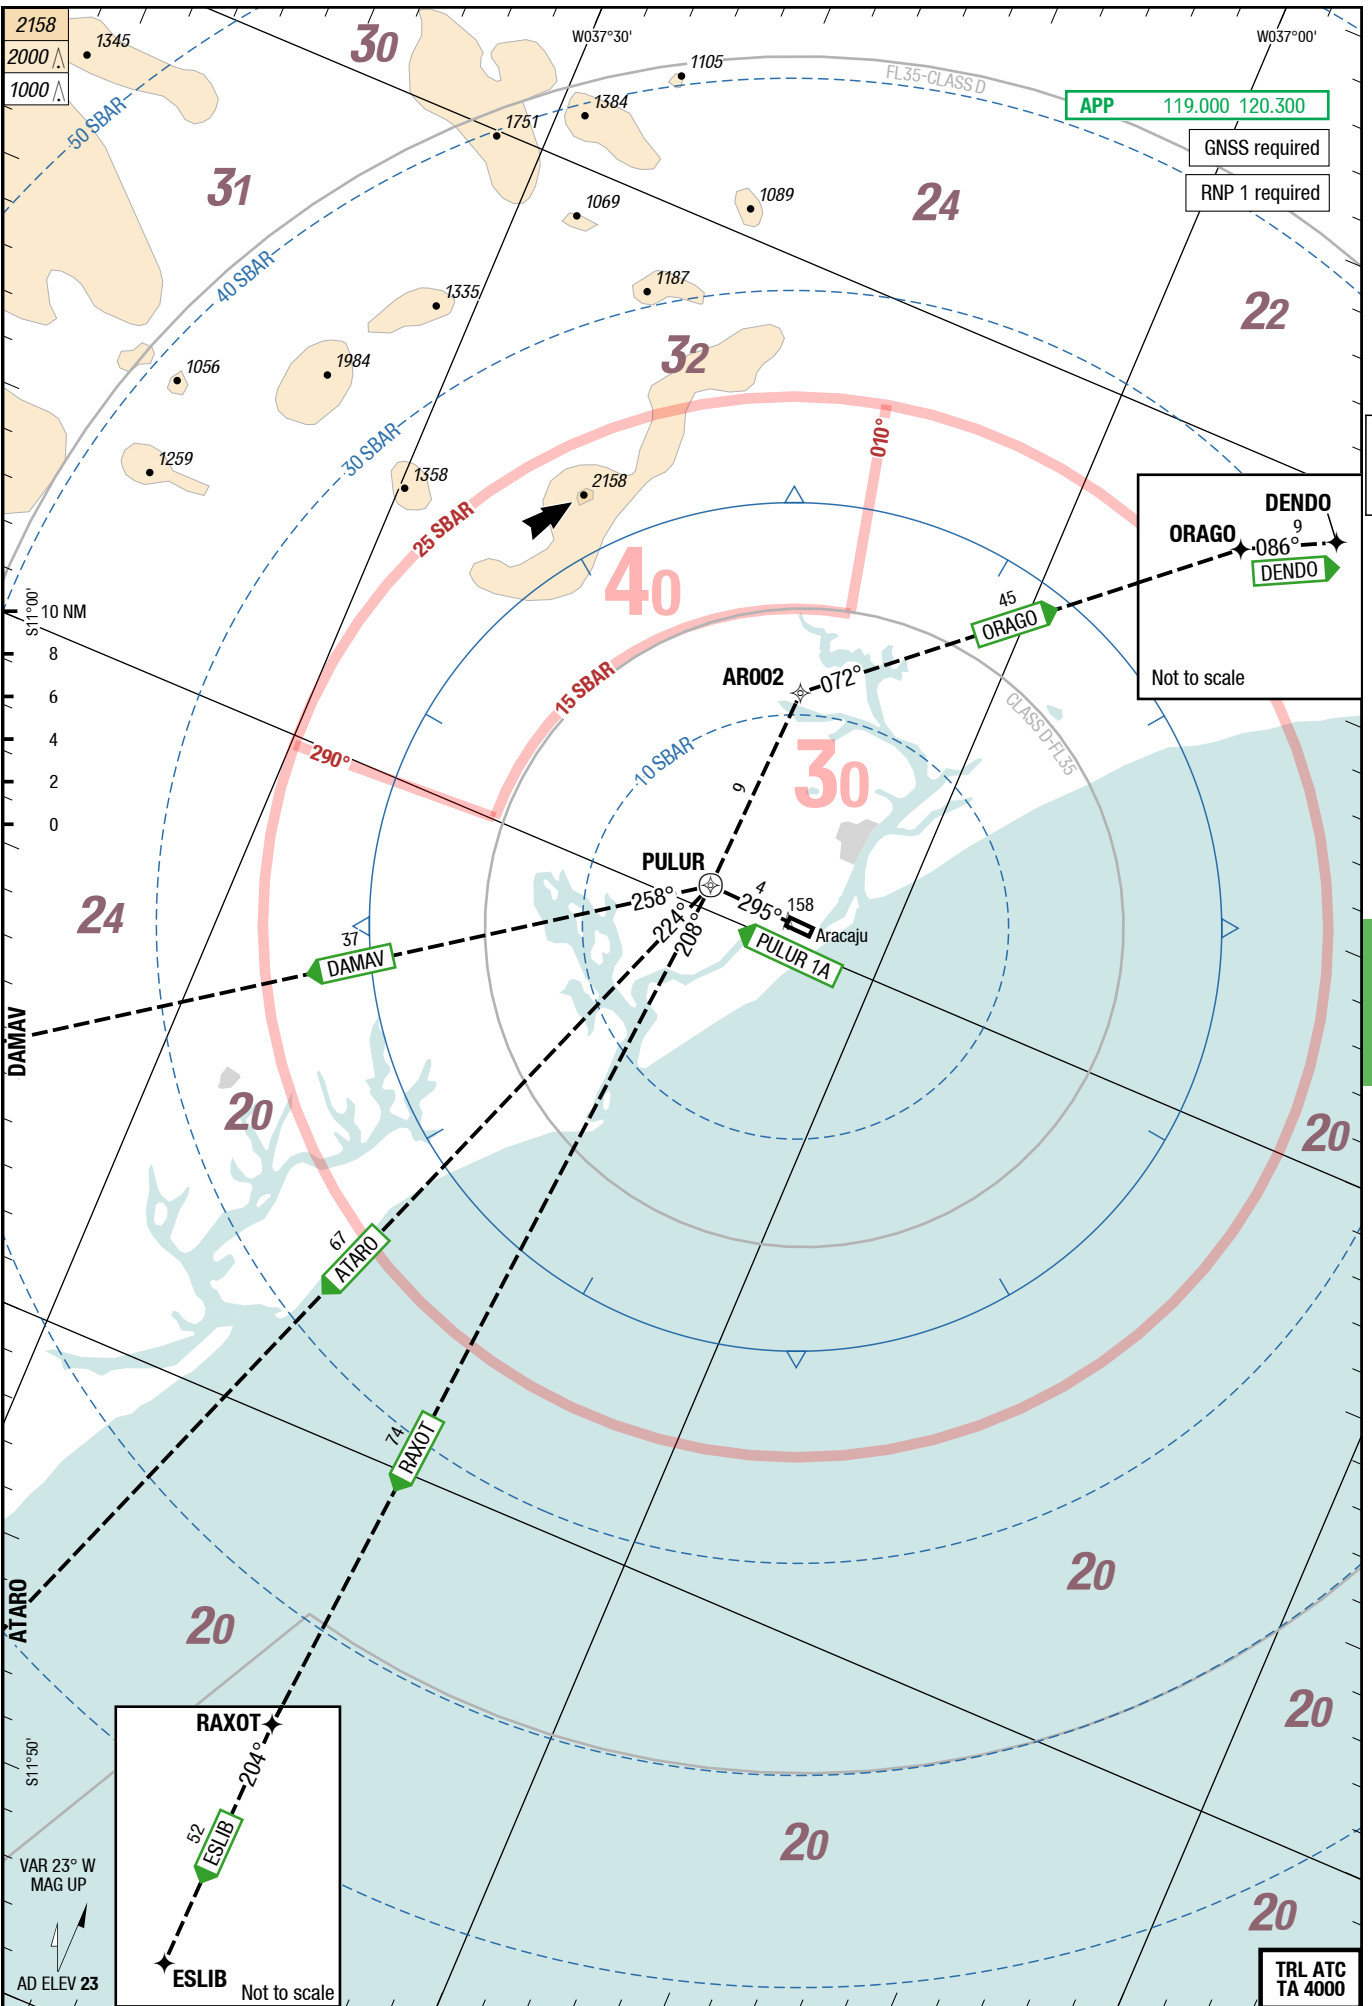 2158
2000
1000
1345
30
W037°30'
W037°00'
1105
FL35-CLASS D
APP 119.000 120.300
GNSS required
RNP 1 required
50 SBAR
1384
1751
31
1069
1089
24
40 SBAR
1335
1187
22
1056
1984
32
30 SBAR
010°
1259
1358
2158
25 SBAR
DENDO
ORAGO
9
086°
DENDO
Not to scale
40
S11°00'
10 NM
8
6
4
2
0
45
ORAGO
15 SBAR
AR002
072°
CLASS D-FL35
290°
10 SBAR
9
30
PULUR
258°
224°
208°
4
295°
158
Aracaju
PULUR 1A
24
37
DAMAV
DAMAV
20
20
67
ATARO
74
RAXOT
ATARO
20
20
20
RAXOT
204°
52
ESLIB
ESLIB
Not to scale
S11°50'
20
20
VAR 23° W
MAG UP
AD ELEV 23
TRL ATC
TA 4000